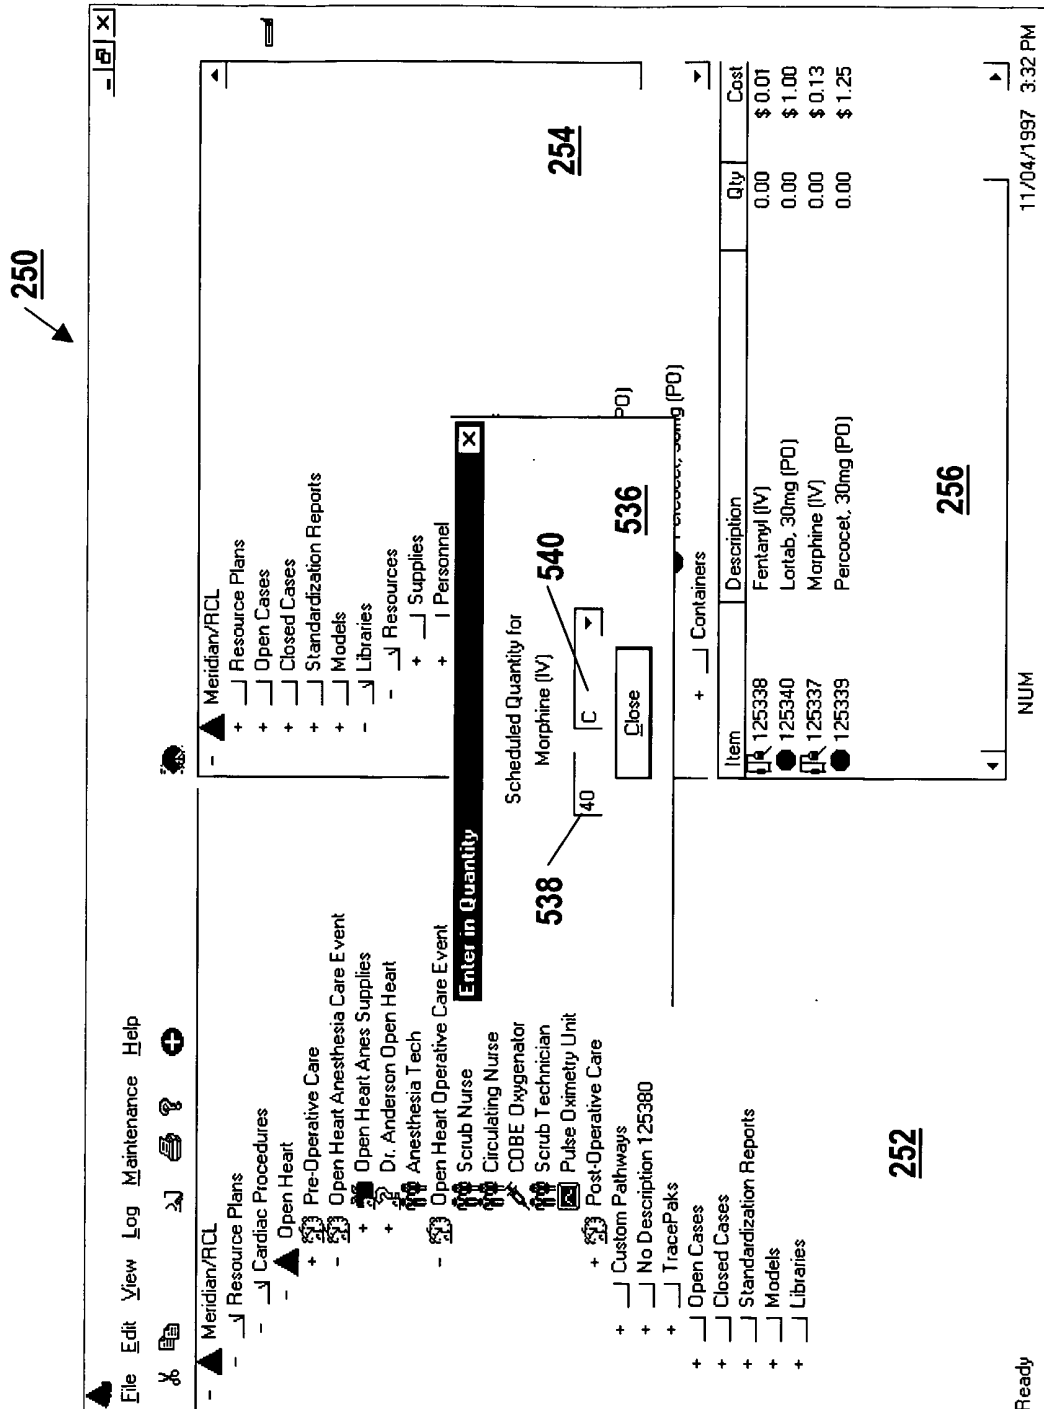 250
File Edit View Log Maintenance Help
Meridian/RCL
Resource Plans
Cardiac Procedures
Open Heart
Pre-Operative Care
Open Heart Anesthesia Care Event
Open Heart Anes Supplies
Dr. Anderson Open Heart
Anesthesia Tech
Open Heart Operative Care Event
Scrub Nurse
Circulating Nurse
COBE Oxygenator
Scrub Technician
Pulse Oximetry Unit
Post-Operative Care
Custom Pathways
No Description 125380
TracePaks
Open Cases
Closed Cases
Standardization Reports
Models
Libraries
252
Meridian/RCL
Resource Plans
Open Cases
Closed Cases
Standardization Reports
Models
Libraries
Resources
Supplies
Personnel
PO)
Percocet, 30mg (PO)
Containers
254
Enter in Quantity
Scheduled Quantity for
Morphine (IV)
40 C
Close
538
540
536
Item Description Qty Cost
125338 Fentanyl (IV) 0.00 $ 0.01
125340 Lortab, 30mg (PO) 0.00 $ 1.00
125337 Morphine (IV) 0.00 $ 0.13
125339 Percocet, 30mg (PO) 0.00 $ 1.25
256
Ready NUM 11/04/1997 3:32 PM